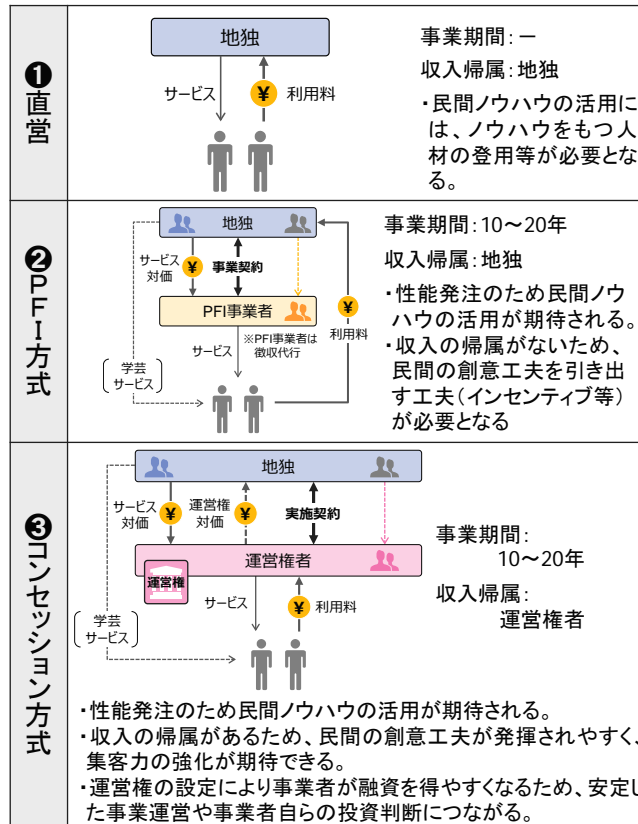 ❶直営
地独
サービス
¥
利用料
事業期間：－
収入帰属：地独
・民間ノウハウの活用に
は、ノウハウをもつ人
材の登用等が必要とな
る。
❷PFI方式
地独
サービス
対価
¥
事業契約
PFI事業者
サービス
※PFI事業者は
徴収代行
¥
利用料
学芸
サービス
事業期間：10～20年
収入帰属：地独
・性能発注のため民間ノウ
ハウの活用が期待される。
・収入の帰属がないため、
民間の創意工夫を引き出
す工夫（インセンティブ等）
が必要となる
❸コンセッション方式
地独
サービス
対価
¥
運営権
対価
¥
実施契約
運営権者
運営権
サービス
¥
利用料
学芸
サービス
事業期間：
10～20年
収入帰属：
運営権者
・性能発注のため民間ノウハウの活用が期待される。
・収入の帰属があるため、民間の創意工夫が発揮されやすく、
集客力の強化が期待できる。
・運営権の設定により事業者が融資を得やすくなるため、安定し
た事業運営や事業者自らの投資判断につながる。